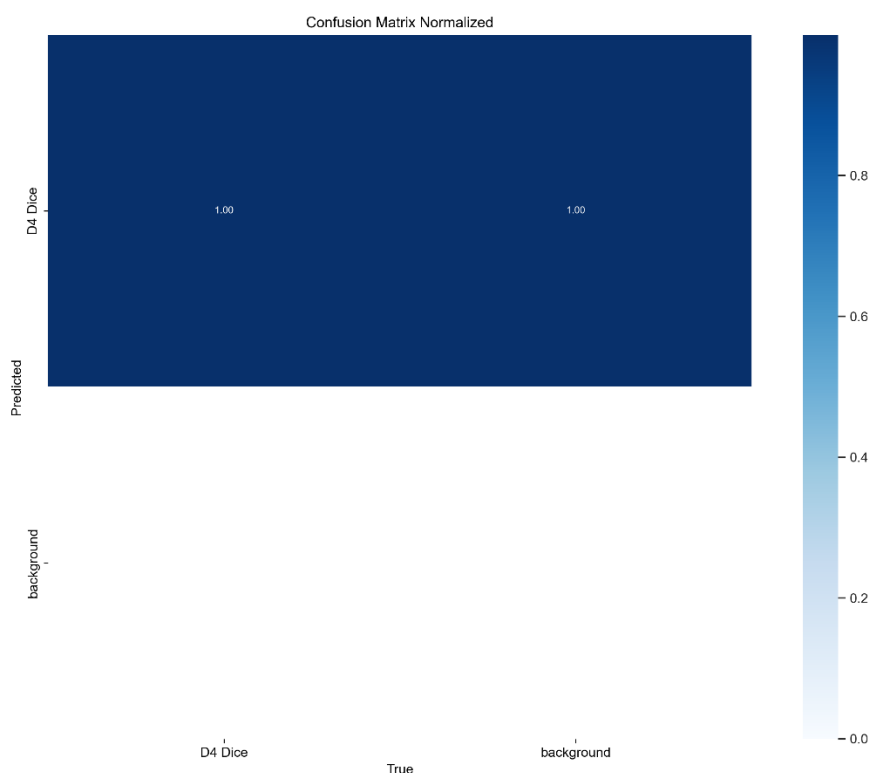 Confusion Matrix Normalized
D4 Dice
1.00
1.00
0.8
0.6
Predicted
0.4
background
0.2
0.0
D4 Dice
background
True